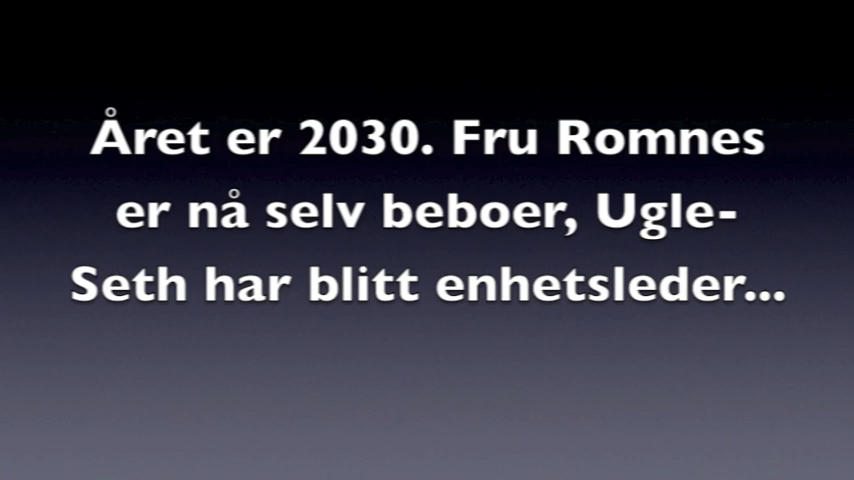 Året er 2030. Fru Romnes
er nå selv beboer, Ugle-
Seth har blitt enhetsleder...